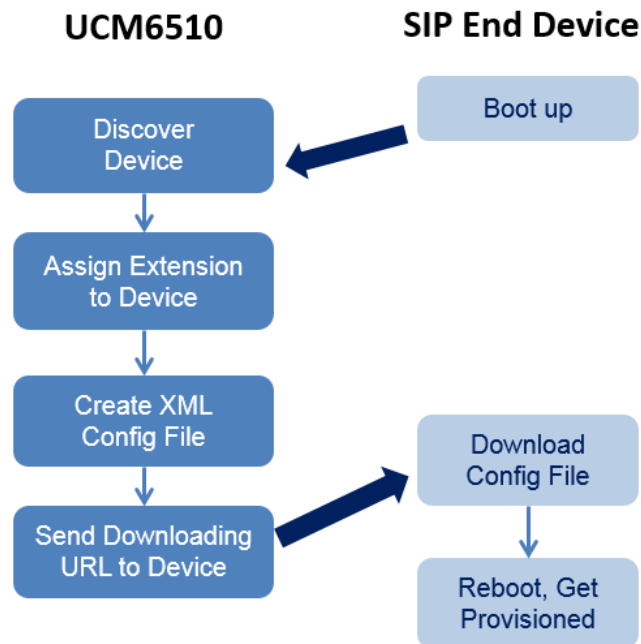 UCM6510
SIP End Device
Boot up
Discover
Device
Assign Extension
to Device
Create XML
Config File
Send Downloading
URL to Device
Download
Config File
Reboot, Get
Provisioned